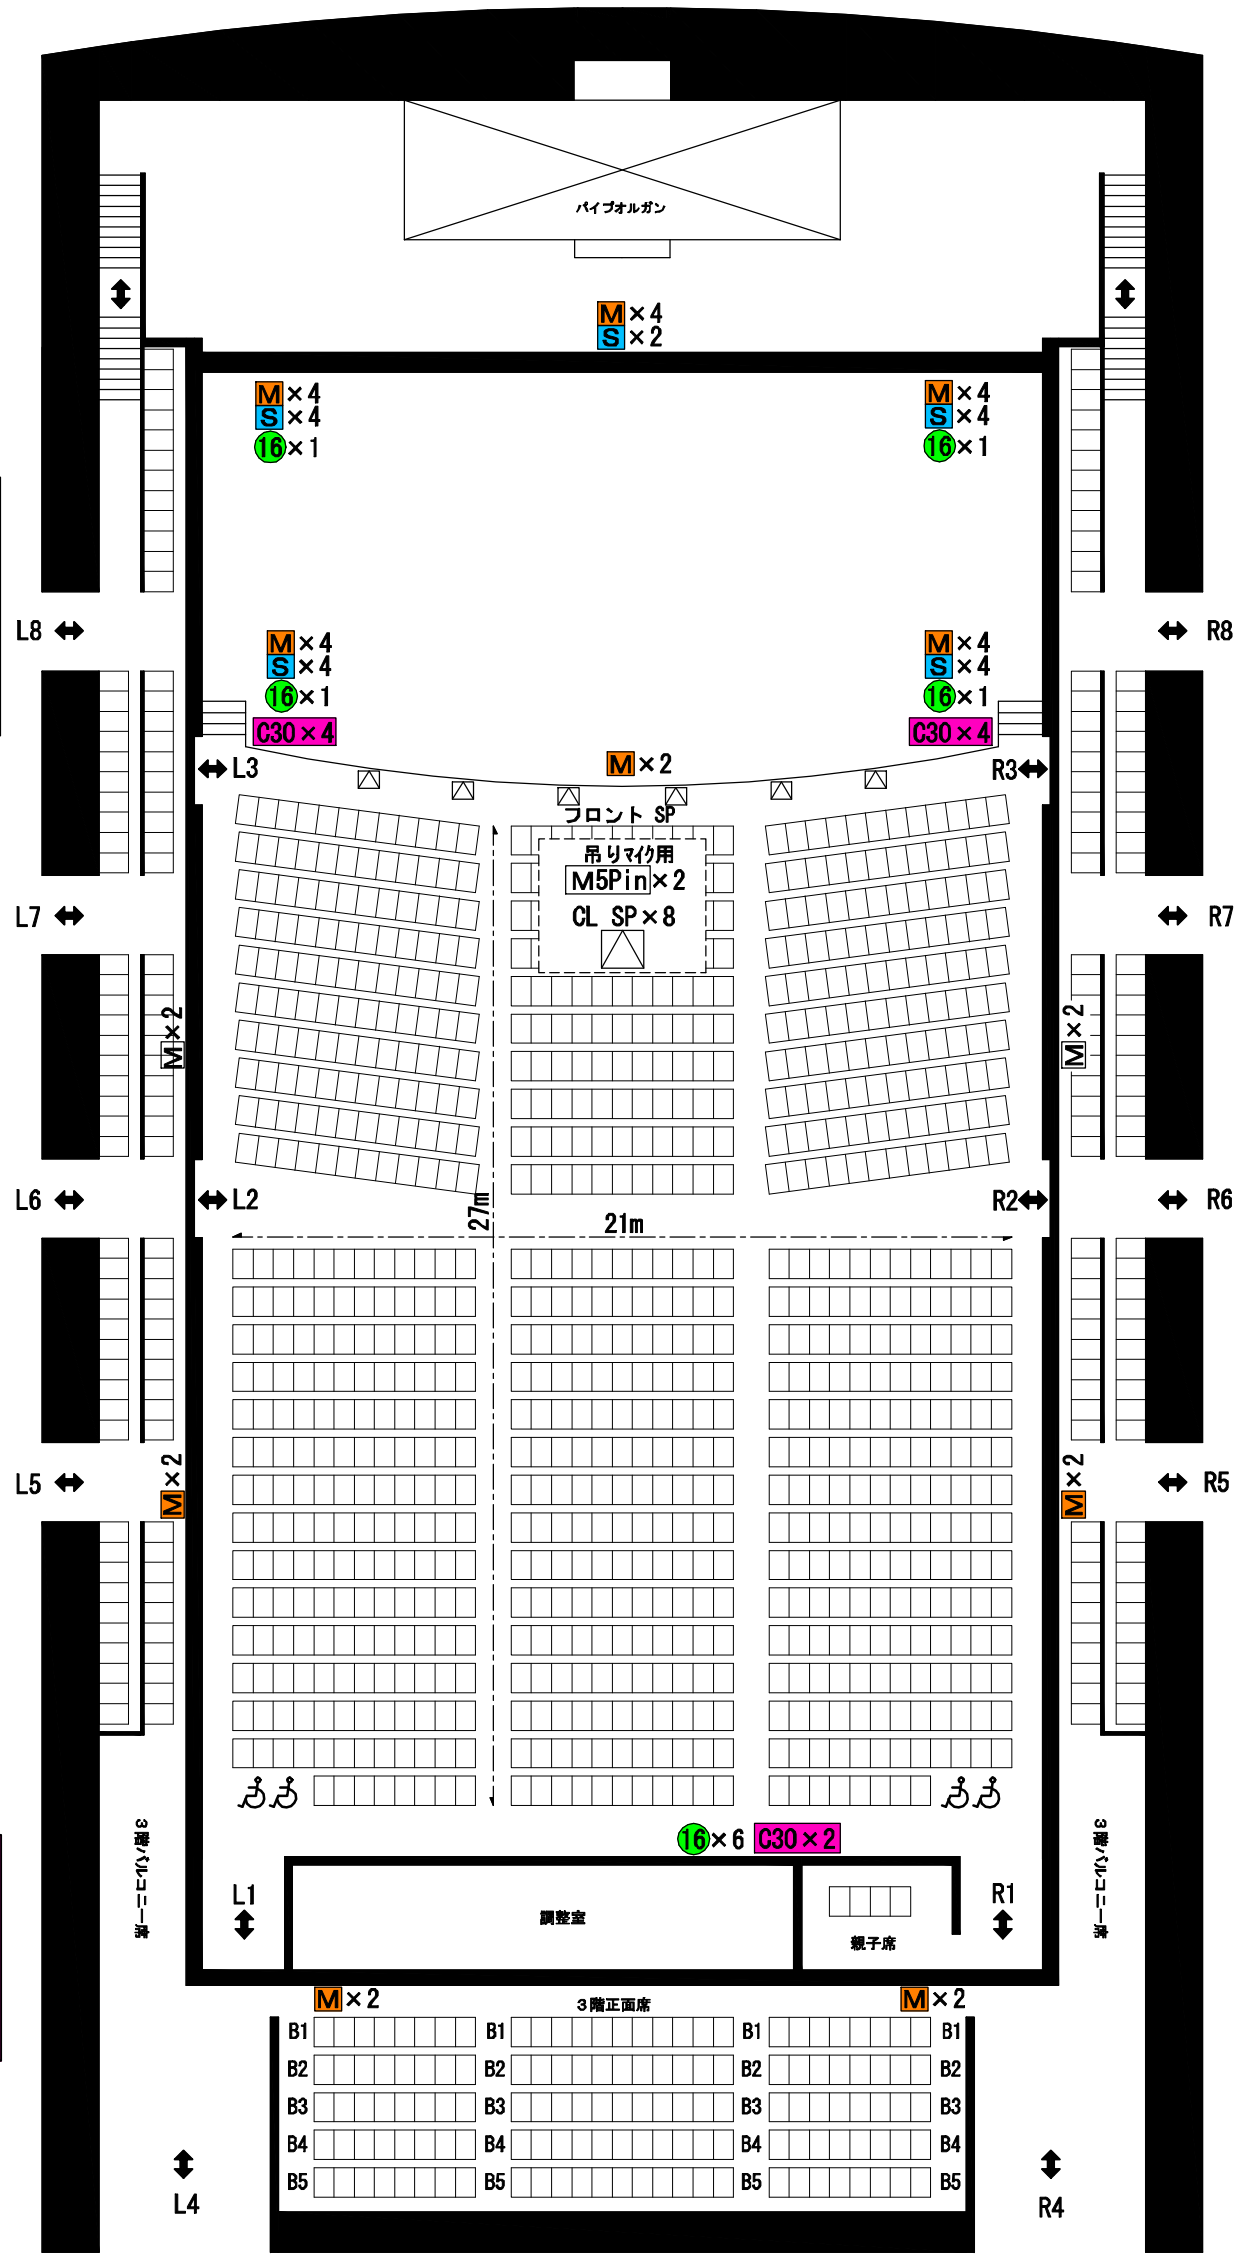 パイプオルガン
M×4
S×2
M×4
S×4
16×1
M×4
S×4
16×1
L8
R8
M×4
S×4
16×1
C30×4
M×4
S×4
16×1
C30×4
M×2
L3
R3
フロント SP
吊りマイク用
M5Pin×2
CL SP×8
L7
R7
M×2
M×2
L6
L2
27m
21m
R2
R6
M×2
M×2
L5
R5
3階バルコニー席
3階バルコニー席
16×6 C30×2
L1
R1
調整室
親子席
M×2
3階正面席
M×2
B1 B1 B1 B1
B2 B2 B2 B2
B3 B3 B3 B3
B4 B4 B4 B4
B5 B5 B5 B5
L4
R4